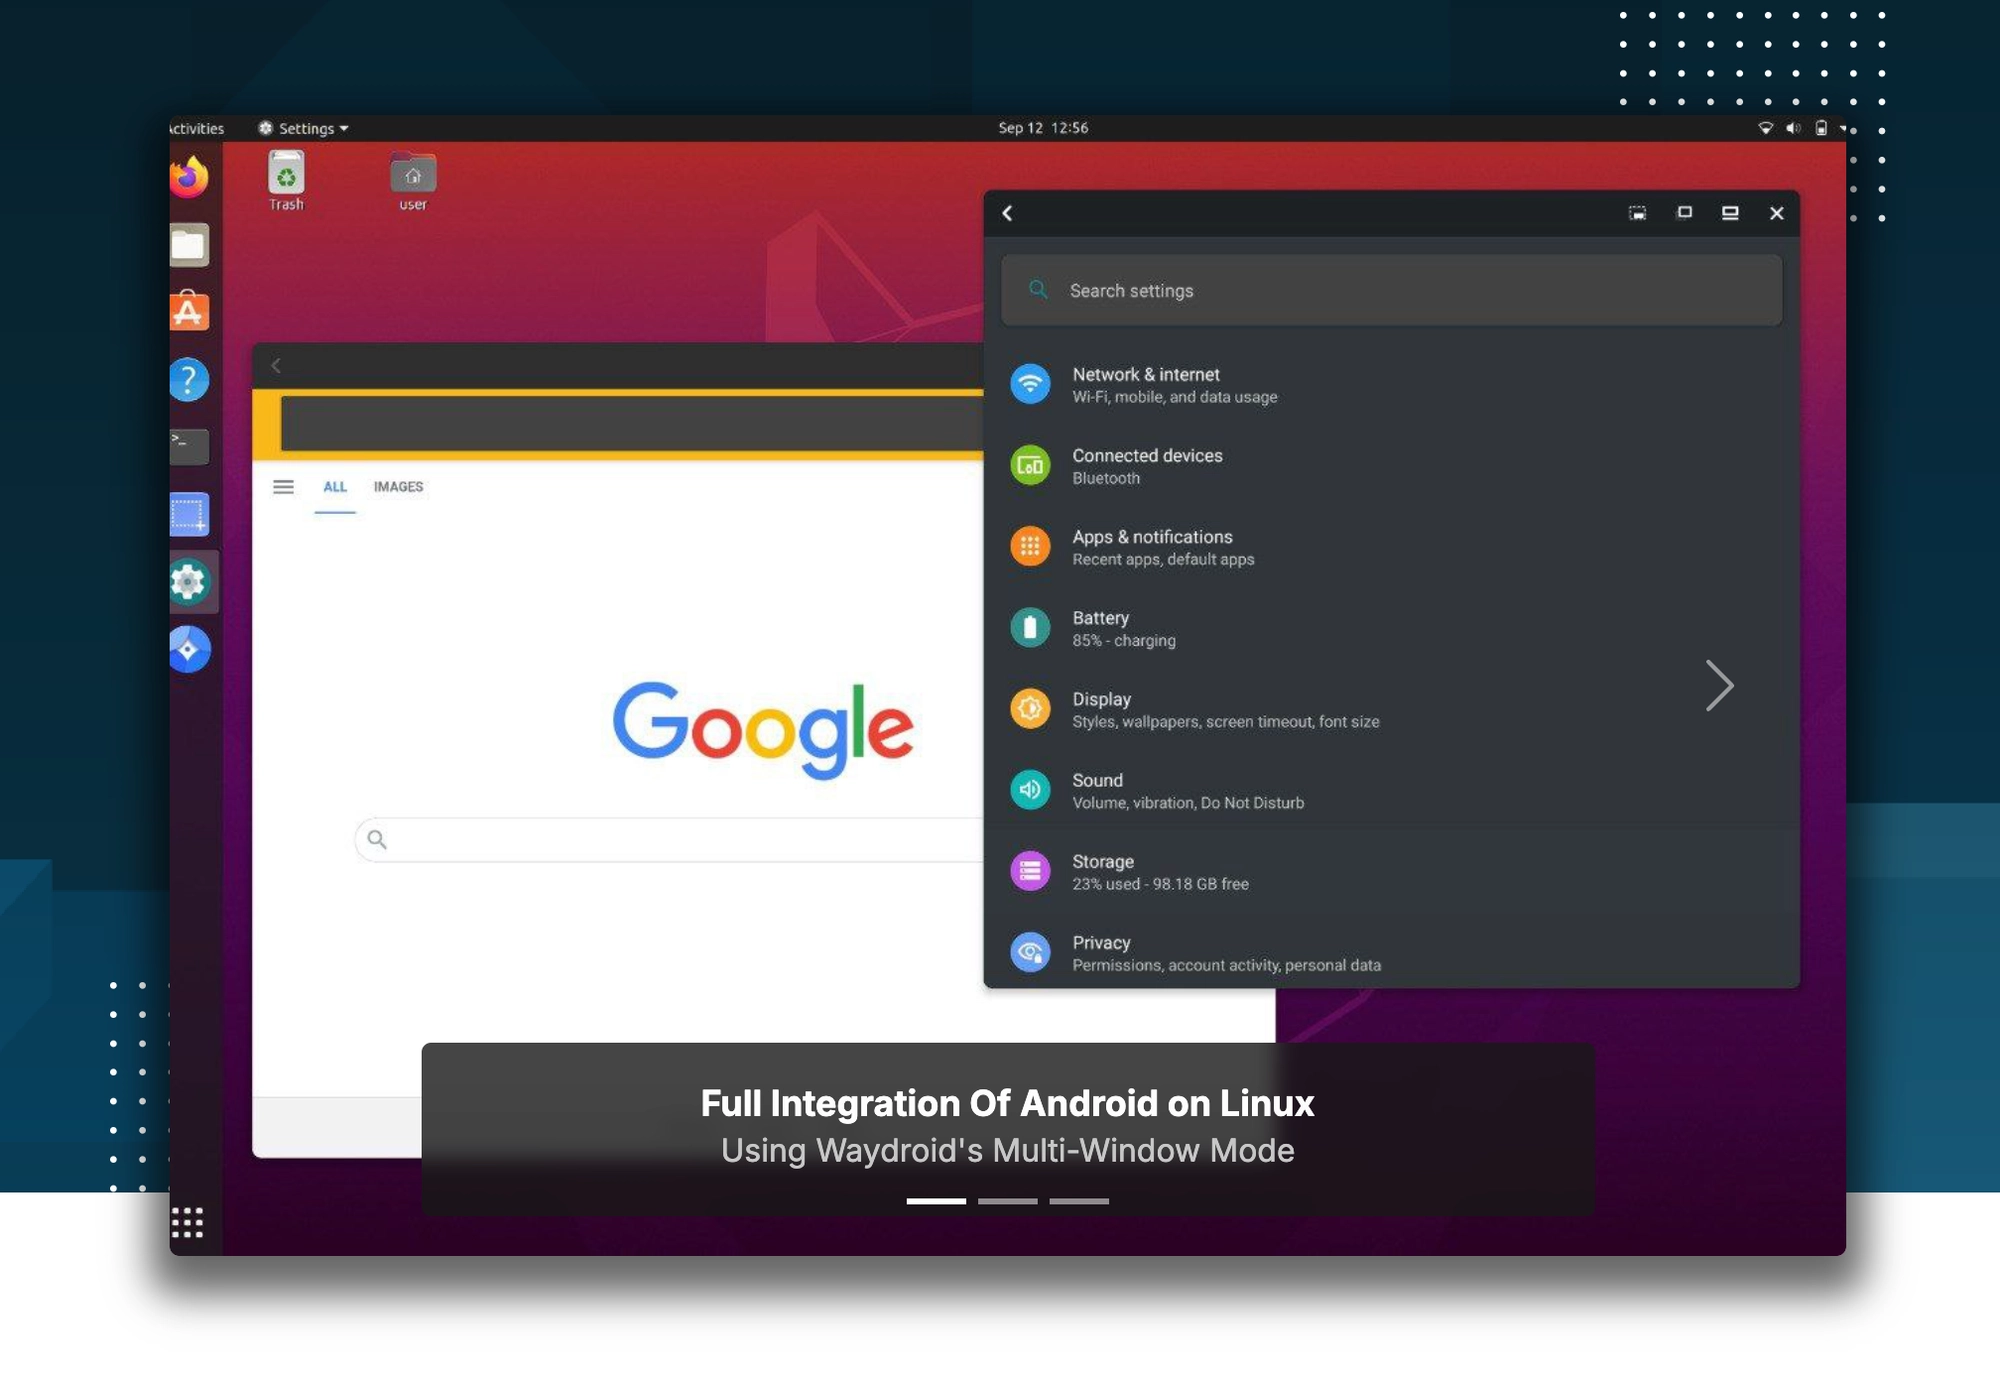 Activities
Settings
Sep 12 12:56
Trash
user
Search settings
Network & internet
Wi-Fi, mobile, and data usage
Connected devices
Bluetooth
Apps & notifications
Recent apps, default apps
Battery
85% - charging
Display
Styles, wallpapers, screen timeout, font size
Sound
Volume, vibration, Do Not Disturb
Storage
23% used - 98.18 GB free
Privacy
Permissions, account activity, personal data
ALL IMAGES
Google
Full Integration Of Android on Linux
Using Waydroid's Multi-Window Mode